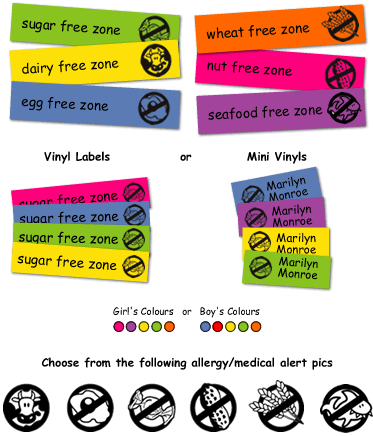 sugar free zone
dairy free zone
egg free zone
wheat free zone
nut free zone
seafood free zone
Vinyl Labels or Mini Vinyls
sugar free zone
sugar free zone
sugar free zone
sugar free zone
Marilyn
Monroe
Marilyn
Monroe
Marilyn
Monroe
Marilyn
Monroe
Girl's Colours or Boy's Colours
Choose from the following allergy/medical alert pics